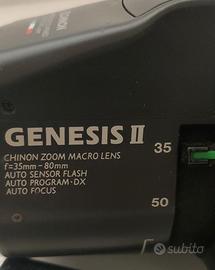 CHINON
GENESIS II
CHINON ZOOM MACRO LENS
f=35mm–80mm
AUTO SENSOR FLASH
AUTO PROGRAM·DX
AUTO FOCUS
35
50
subito